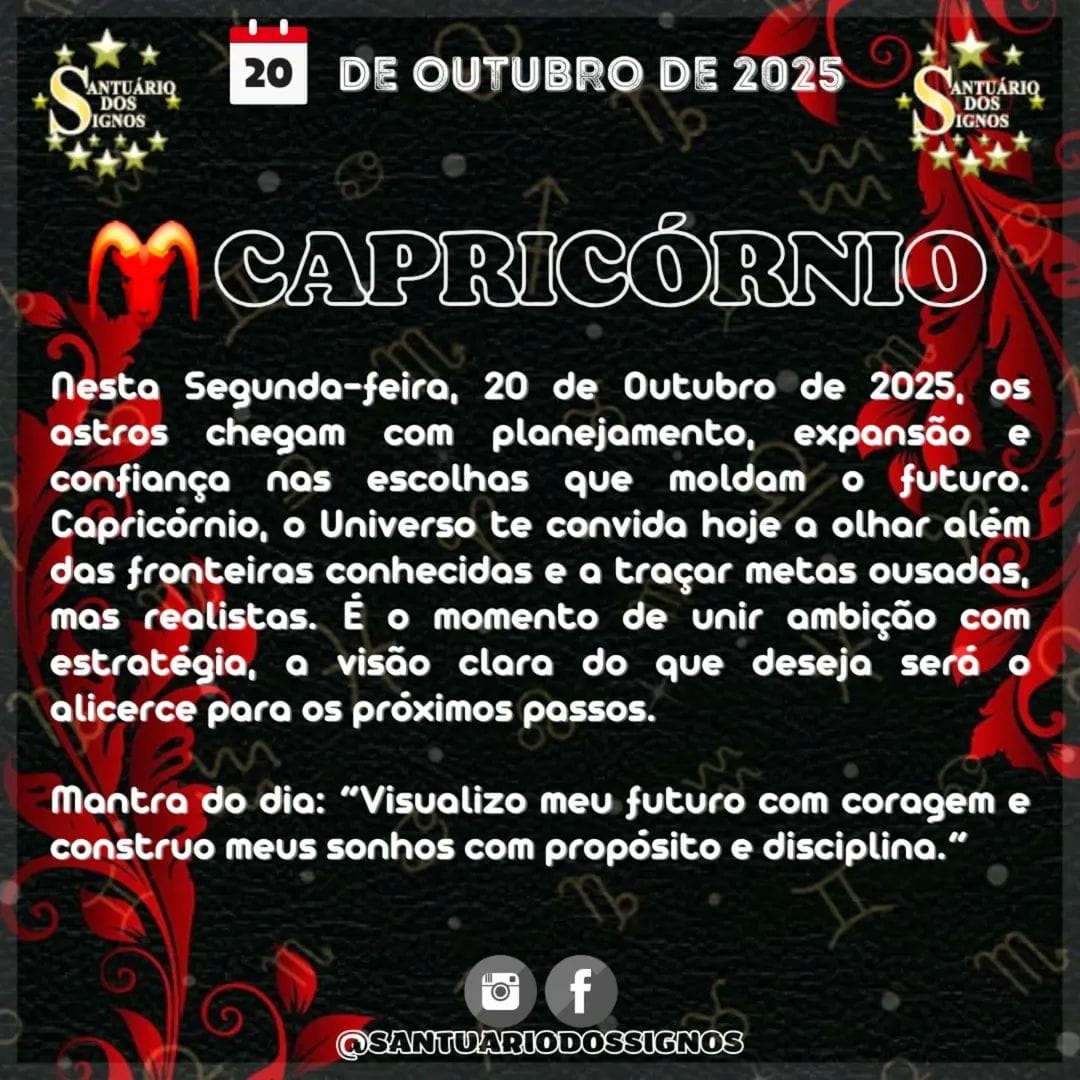 SANTUÁRIO
DOS
SIGNOS
20 DE OUTUBRO DE 2025
SANTUÁRIO
DOS
SIGNOS
CAPRICÓRNIO
Nesta Segunda-feira, 20 de Outubro de 2025, os
astros chegam com planejamento, expansão e
confiança nas escolhas que moldam o futuro.
Capricórnio, o Universo te convida hoje a olhar além
das fronteiras conhecidas e a traçar metas ousadas,
mas realistas. É o momento de unir ambição com
estratégia, a visão clara do que deseja será o
alicerce para os próximos passos.
Mantra do dia: “Visualizo meu futuro com coragem e
construo meus sonhos com propósito e disciplina.”
@SANTUARIODOSSIGNOS